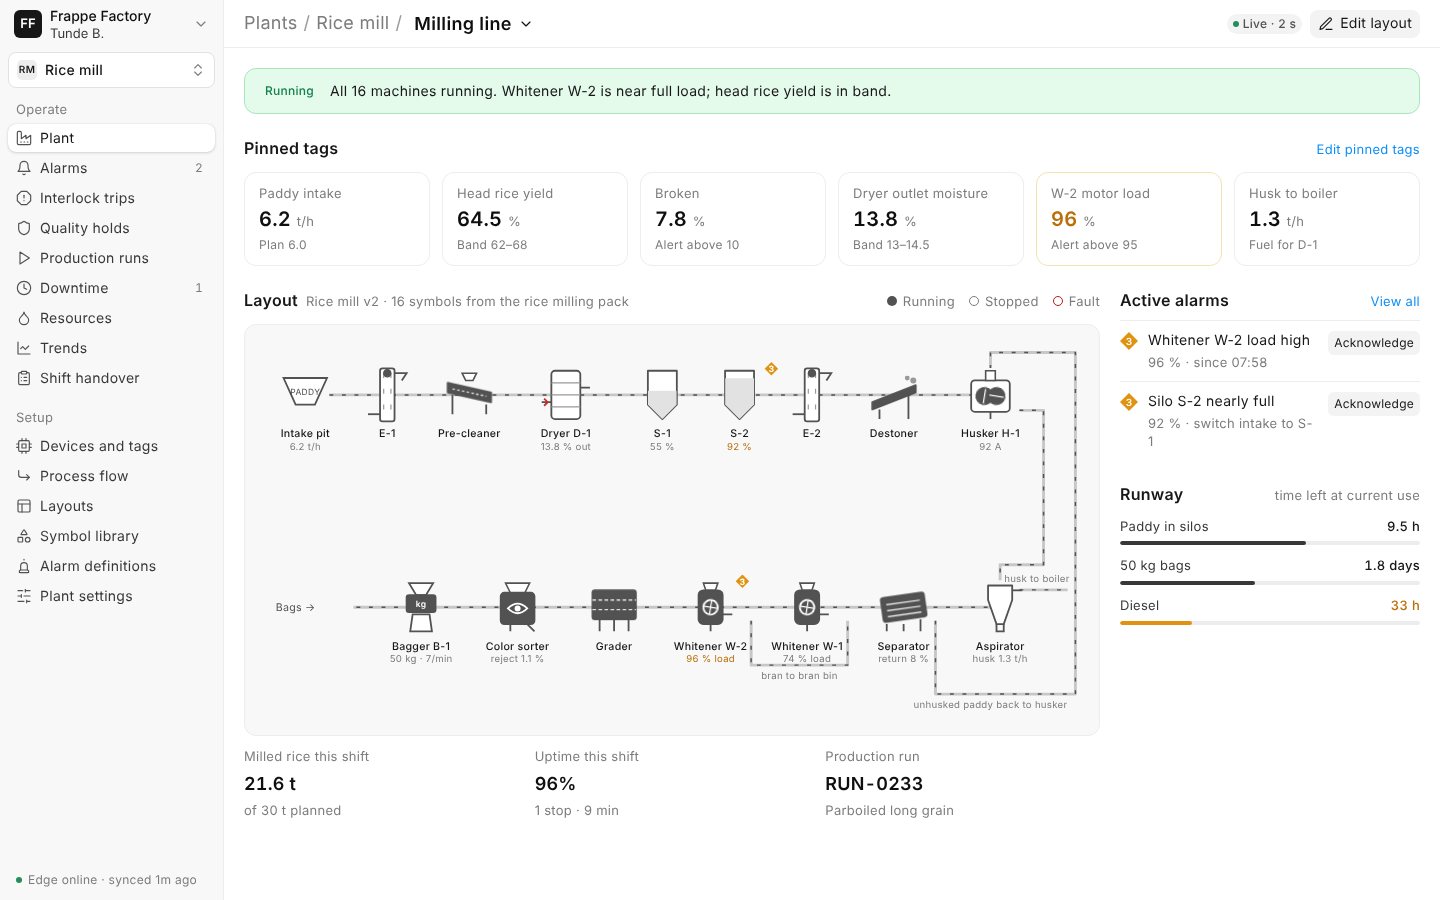 FF
Frappe Factory
Tunde B.
RM Rice mill
Operate
Plant
Alarms 2
Interlock trips
Quality holds
Production runs
Downtime 1
Resources
Trends
Shift handover
Setup
Devices and tags
Process flow
Layouts
Symbol library
Alarm definitions
Plant settings
Edge online · synced 1m ago
Plants / Rice mill / Milling line
Live · 2 s
Edit layout
Running All 16 machines running. Whitener W-2 is near full load; head rice yield is in band.
Pinned tags
Edit pinned tags
Paddy intake
6.2 t/h
Plan 6.0
Head rice yield
64.5 %
Band 62–68
Broken
7.8 %
Alert above 10
Dryer outlet moisture
13.8 %
Band 13–14.5
W-2 motor load
96 %
Alert above 95
Husk to boiler
1.3 t/h
Fuel for D-1
Layout Rice mill v2 · 16 symbols from the rice milling pack
Running Stopped Fault
PADDY
Intake pit
6.2 t/h
E-1
Pre-cleaner
Dryer D-1
13.8 % out
S-1
55 %
3
S-2
92 %
E-2
Destoner
Husker H-1
92 A
husk to boiler
Bags →
kg
Bagger B-1
50 kg · 7/min
Color sorter
reject 1.1 %
Grader
3
Whitener W-2
96 % load
Whitener W-1
74 % load
bran to bran bin
Separator
return 8 %
Aspirator
husk 1.3 t/h
unhusked paddy back to husker
Milled rice this shift
21.6 t
of 30 t planned
Uptime this shift
96%
1 stop · 9 min
Production run
RUN-0233
Parboiled long grain
Active alarms
View all
3 Whitener W-2 load high
96 % · since 07:58
Acknowledge
3 Silo S-2 nearly full
92 % · switch intake to S-
1
Acknowledge
Runway
time left at current use
Paddy in silos 9.5 h
50 kg bags 1.8 days
Diesel 33 h